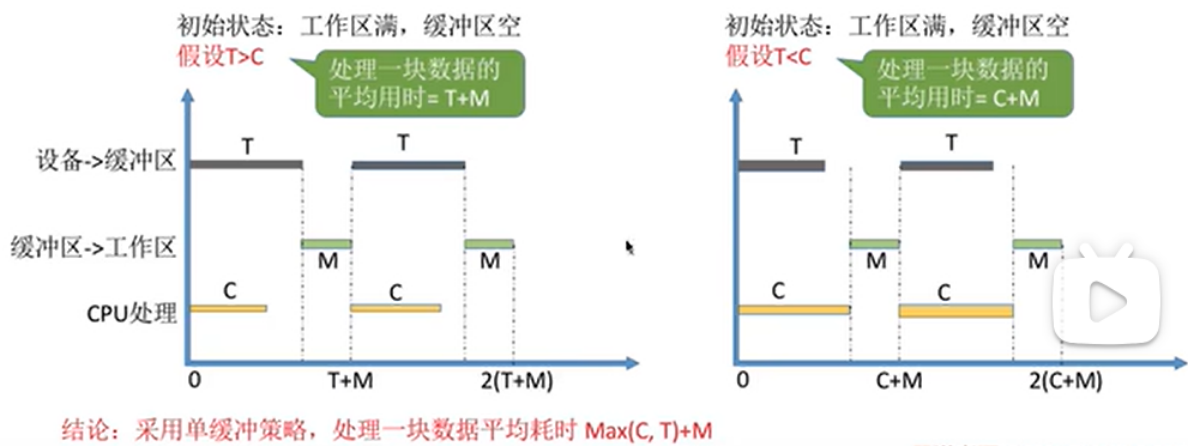 初始状态：工作区满，缓冲区空
假设T>C
处理一块数据的
平均用时= T+M
T
T
设备->缓冲区
缓冲区->工作区
M
M
C
C
CPU处理
0
T+M
2(T+M)
初始状态：工作区满，缓冲区空
假设T<C
处理一块数据的
平均用时= C+M
T
T
M
M
C
C
0
C+M
2(C+M)
结论：采用单缓冲策略，处理一块数据平均耗时 Max(C, T)+M